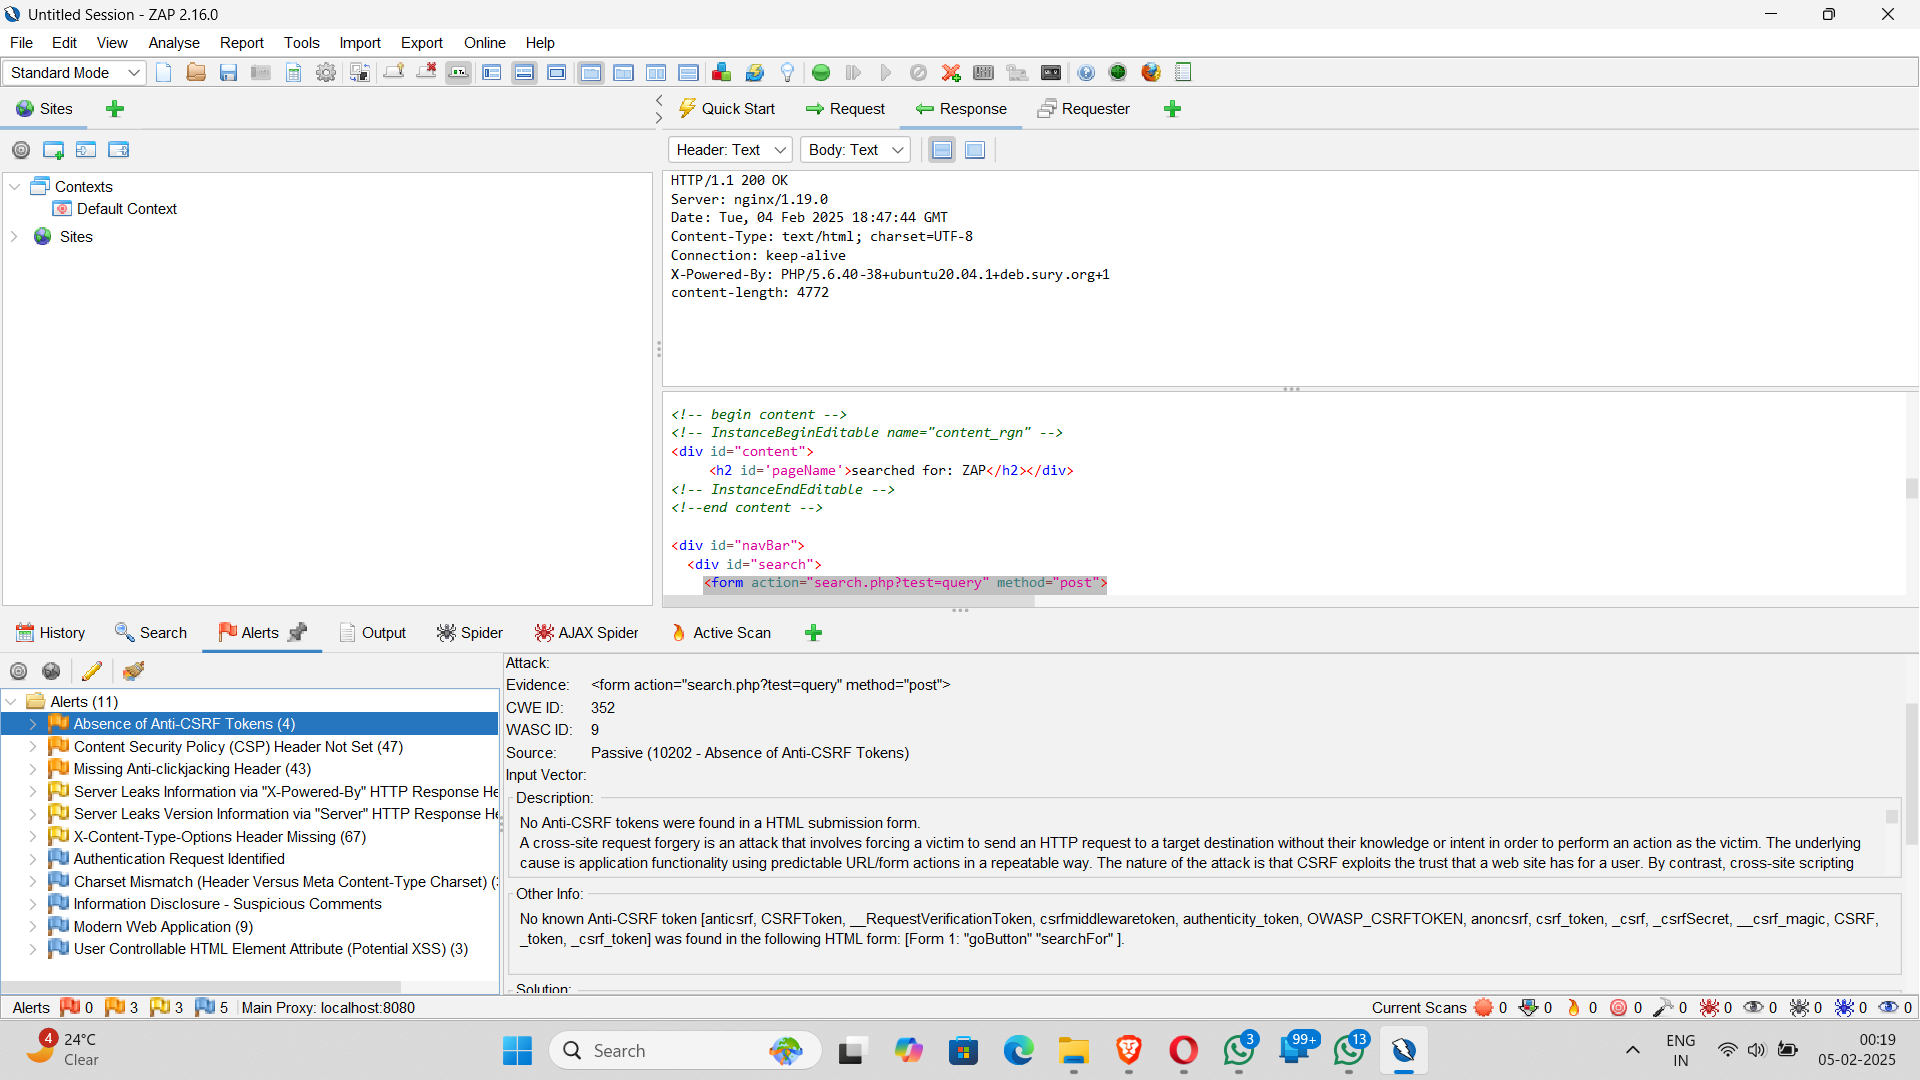 Untitled Session - ZAP 2.16.0
File Edit View Analyse Report Tools Import Export Online Help
Standard Mode
Sites
Quick Start Request Response Requester
Header: Text Body: Text
Contexts
Default Context
Sites
HTTP/1.1 200 OK
Server: nginx/1.19.0
Date: Tue, 04 Feb 2025 18:47:44 GMT
Content-Type: text/html; charset=UTF-8
Connection: keep-alive
X-Powered-By: PHP/5.6.40-38+ubuntu20.04.1+deb.sury.org+1
content-length: 4772
<!-- begin content -->
<!-- InstanceBeginEditable name="content_rgn" -->
<div id="content">
<h2 id='pageName'>searched for: ZAP</h2></div>
<!-- InstanceEndEditable -->
<!--end content -->
<div id="navBar">
<div id="search">
<form action="search.php?test=query" method="post">
History Search Alerts Output Spider AJAX Spider Active Scan
Alerts (11)
Absence of Anti-CSRF Tokens (4)
Content Security Policy (CSP) Header Not Set (47)
Missing Anti-clickjacking Header (43)
Server Leaks Information via "X-Powered-By" HTTP Response He
Server Leaks Version Information via "Server" HTTP Response He
X-Content-Type-Options Header Missing (67)
Authentication Request Identified
Charset Mismatch (Header Versus Meta Content-Type Charset) (
Information Disclosure - Suspicious Comments
Modern Web Application (9)
User Controllable HTML Element Attribute (Potential XSS) (3)
Attack:
Evidence: <form action="search.php?test=query" method="post">
CWE ID: 352
WASC ID: 9
Source: Passive (10202 - Absence of Anti-CSRF Tokens)
Input Vector:
Description:
No Anti-CSRF tokens were found in a HTML submission form.
A cross-site request forgery is an attack that involves forcing a victim to send an HTTP request to a target destination without their knowledge or intent in order to perform an action as the victim. The underlying
cause is application functionality using predictable URL/form actions in a repeatable way. The nature of the attack is that CSRF exploits the trust that a web site has for a user. By contrast, cross-site scripting
Other Info:
No known Anti-CSRF token [anticsrf, CSRFToken, __RequestVerificationToken, csrfmiddlewaretoken, authenticity_token, OWASP_CSRFTOKEN, anoncsrf, csrf_token, _csrf, _csrfSecret, __csrf_magic, CSRF,
_token, _csrf_token] was found in the following HTML form: [Form 1: "goButton" "searchFor" ].
Solution:
Alerts 0 3 3 5 Main Proxy: localhost:8080
Current Scans 0 0 0 0 0 0 0 0 0 0
4 24°C
Clear
Search
3
99+
13
ENG
IN
00:19
05-02-2025